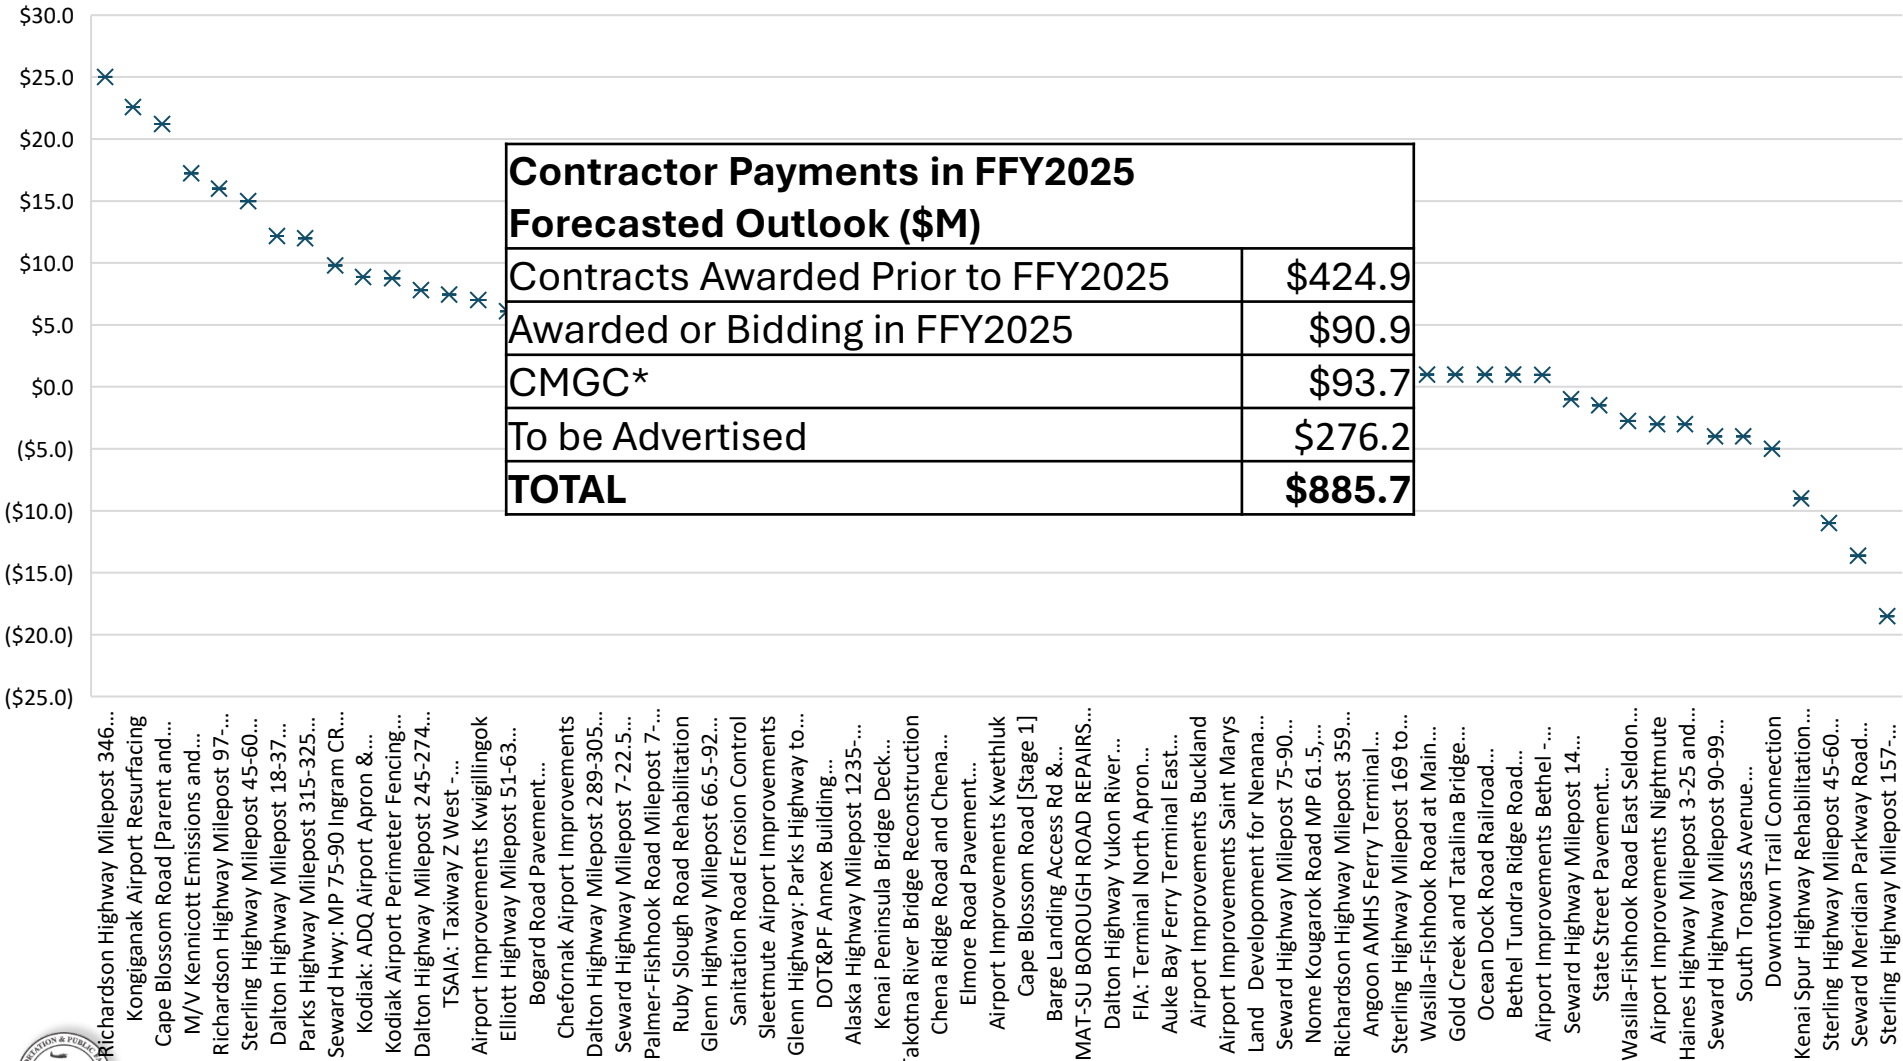 $30.0
$25.0
$20.0
$15.0
$10.0
$5.0
$0.0
($5.0)
($10.0)
($15.0)
($20.0)
($25.0)
Contractor Payments in FFY2025
Forecasted Outlook ($M)
Contracts Awarded Prior to FFY2025 $424.9
Awarded or Bidding in FFY2025 $90.9
CMGC* $93.7
To be Advertised $276.2
TOTAL $885.7
Richardson Highway Milepost 346...
Kongiganak Airport Resurfacing
Cape Blossom Road [Parent and...
M/V Kennicott Emissions and...
Richardson Highway Milepost 97-...
Sterling Highway Milepost 45-60...
Dalton Highway Milepost 18-37...
Parks Highway Milepost 315-325...
Seward Hwy: MP 75-90 Ingram CR...
Kodiak: ADQ Airport Apron &...
Kodiak Airport Perimeter Fencing...
Dalton Highway Milepost 245-274...
TSAIA: Taxiway Z West -...
Airport Improvements Kwigillingok
Elliott Highway Milepost 51-63...
Bogard Road Pavement...
Chefornak Airport Improvements
Dalton Highway Milepost 289-305...
Seward Highway Milepost 7-22.5...
Palmer-Fishhook Road Milepost 7-...
Ruby Slough Road Rehabilitation
Glenn Highway Milepost 66.5-92...
Sanitation Road Erosion Control
Sleetmute Airport Improvements
Glenn Highway: Parks Highway to...
DOT&PF Annex Building...
Alaska Highway Milepost 1235-...
Kenai Peninsula Bridge Deck...
Takotna River Bridge Reconstruction
Chena Ridge Road and Chena...
Elmore Road Pavement...
Airport Improvements Kwethluk
Cape Blossom Road [Stage 1]
Barge Landing Access Rd &...
MAT-SU BOROUGH ROAD REPAIRS...
Dalton Highway Yukon River...
FIA: Terminal North Apron...
Auke Bay Ferry Terminal East...
Airport Improvements Buckland
Airport Improvements Saint Marys
Land Developoment for Nenana...
Seward Highway Milepost 75-90...
Nome Kougarok Road MP 61.5,...
Richardson Highway Milepost 359...
Angoon AMHS Ferry Terminal...
Sterling Highway Milepost 169 to...
Wasilla-Fishhook Road at Main...
Gold Creek and Tatalina Bridge...
Ocean Dock Road Railroad...
Bethel Tundra Ridge Road...
Airport Improvements Bethel -...
Seward Highway Milepost 14...
State Street Pavement...
Wasilla-Fishhook Road East Seldon...
Airport Improvements Nightmute
Haines Highway Milepost 3-25 and...
Seward Highway Milepost 90-99...
South Tongass Avenue...
Downtown Trail Connection
Kenai Spur Highway Rehabilitation...
Sterling Highway Milepost 45-60...
Seward Meridian Parkway Road...
Sterling Highway Milepost 157-...